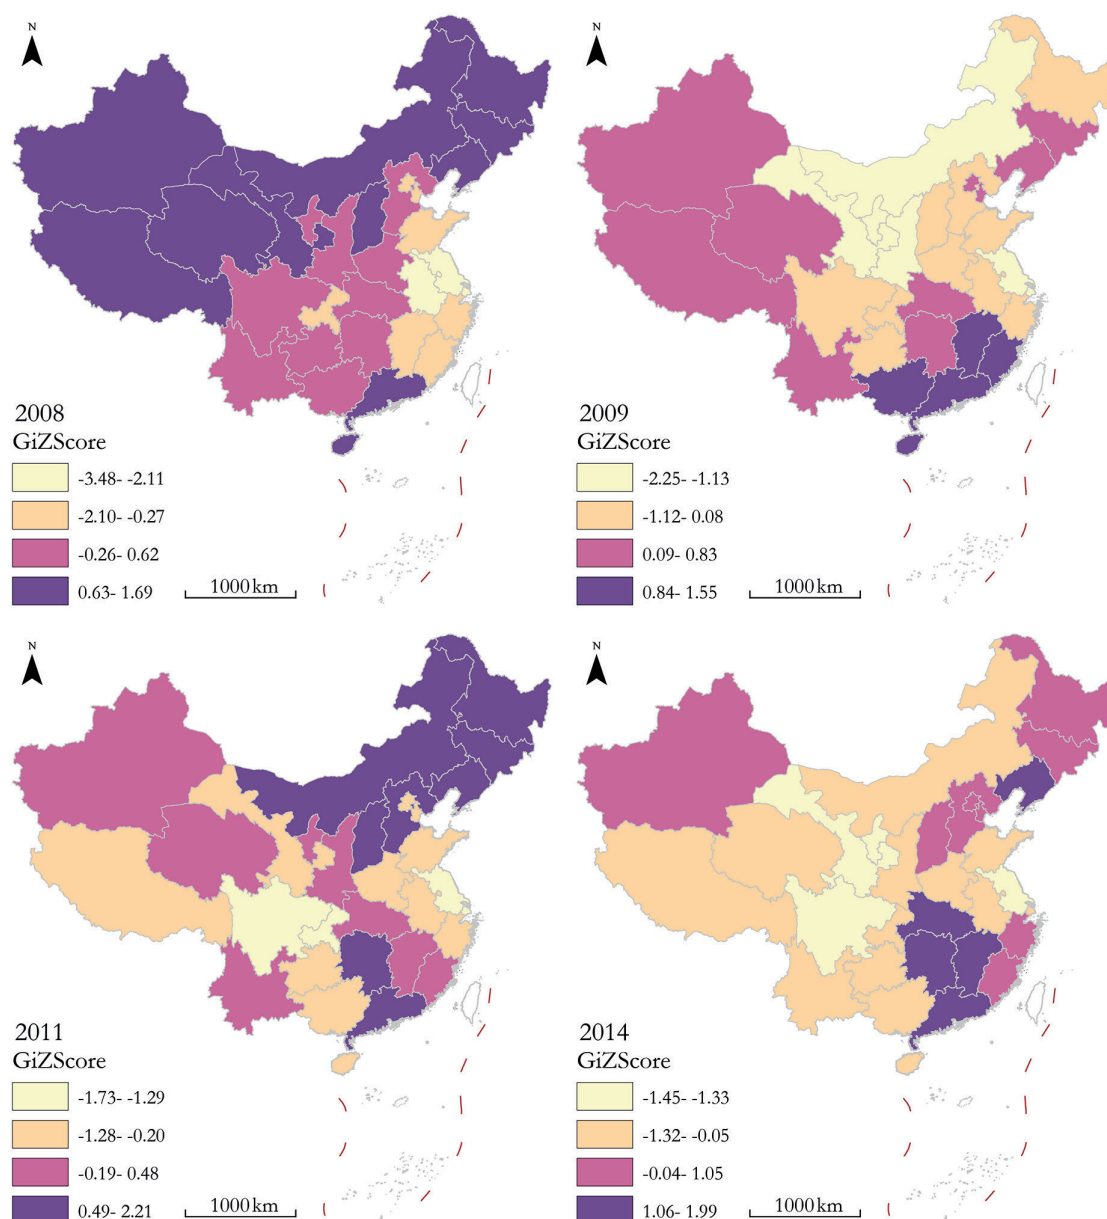 N
2008
GiZScore
-3.48- -2.11
-2.10- -0.27
-0.26- 0.62
0.63- 1.69
1000km
N
2009
GiZScore
-2.25- -1.13
-1.12- 0.08
0.09- 0.83
0.84- 1.55
1000km
N
2011
GiZScore
-1.73- -1.29
-1.28- -0.20
-0.19- 0.48
0.49- 2.21
1000km
N
2014
GiZScore
-1.45- -1.33
-1.32- -0.05
-0.04- 1.05
1.06- 1.99
1000km